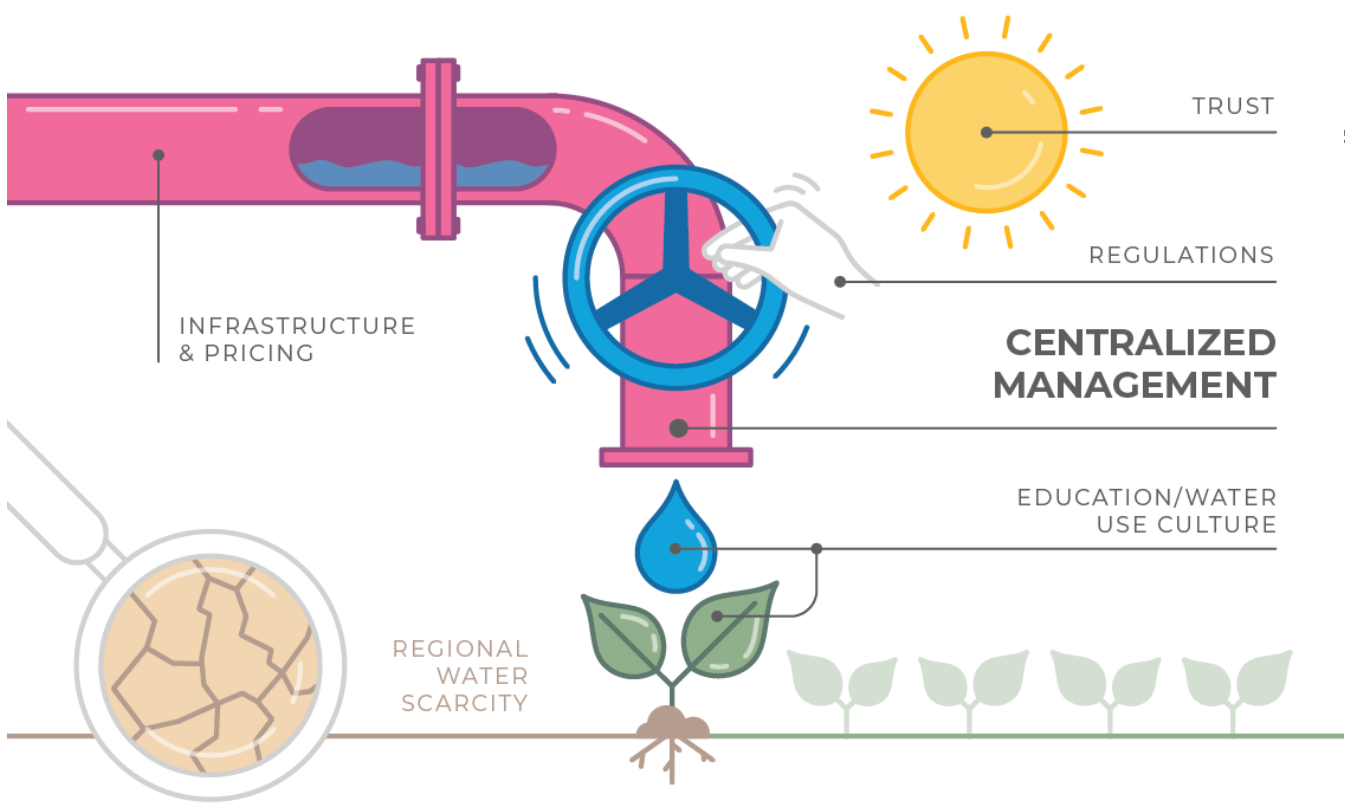 TRUST
REGULATIONS
INFRASTRUCTURE
& PRICING
CENTRALIZED
MANAGEMENT
EDUCATION/WATER
USE CULTURE
REGIONAL
WATER
SCARCITY